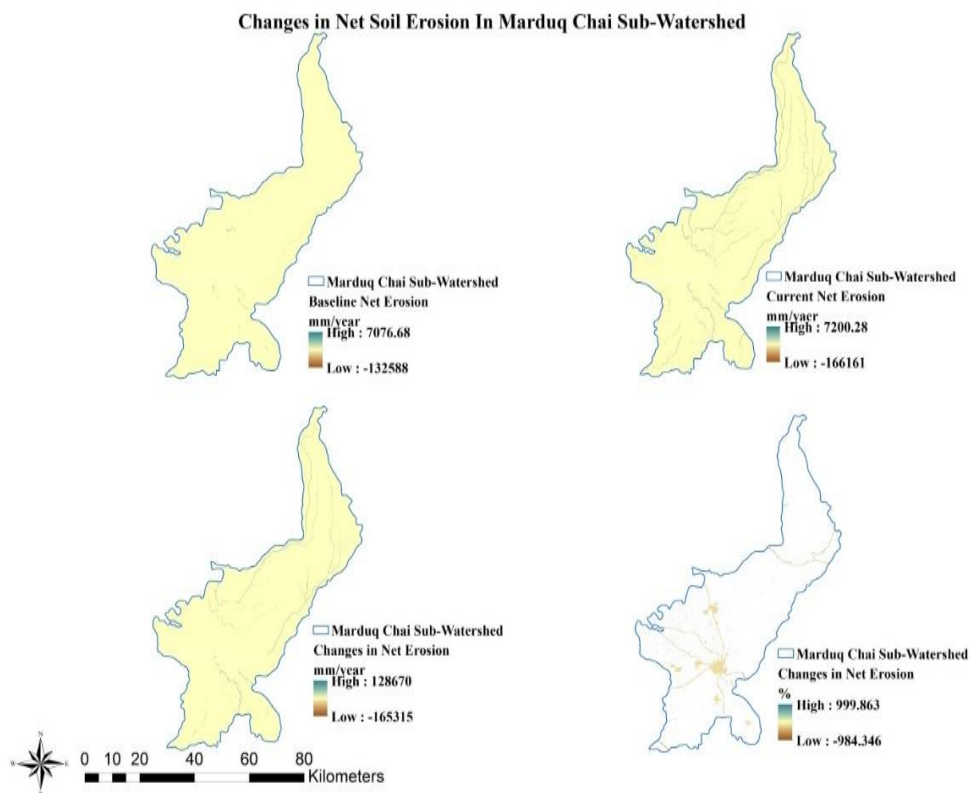 Changes in Net Soil Erosion In Marduq Chai Sub-Watershed
Marduq Chai Sub-Watershed
Baseline Net Erosion
mm/year
High : 7076.68
Low : -132588
Marduq Chai Sub-Watershed
Current Net Erosion
mm/yaer
High : 7200.28
Low : -166161
Marduq Chai Sub-Watershed
Changes in Net Erosion
mm/year
High : 128670
Low : -165315
Marduq Chai Sub-Watershed
Changes in Net Erosion
%
High : 999.863
Low : -984.346
N
W E
S
0 10 20 40 60 80
Kilometers